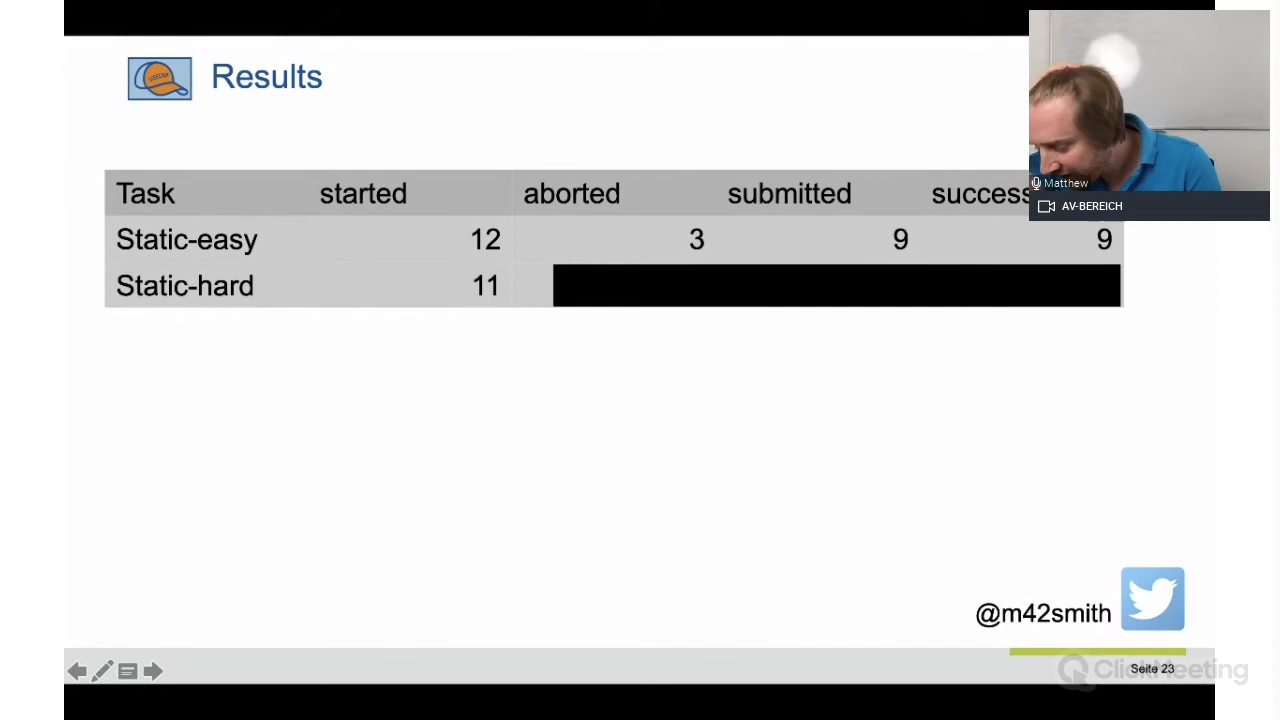 Results
Task started aborted submitted success
Static-easy 12 3 9 9
Static-hard 11
Matthew
AV-BEREICH
@m42smith
Seite 23
ClickMeeting